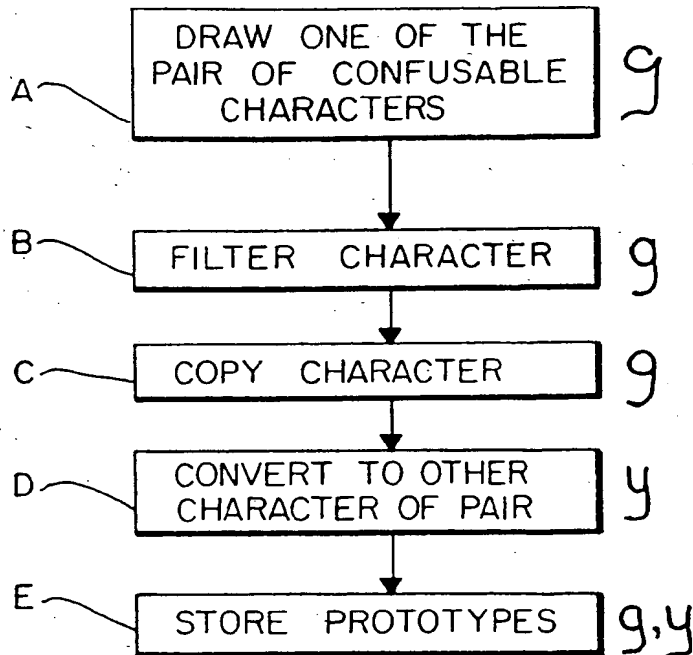 DRAW ONE OF THE
PAIR OF CONFUSABLE
CHARACTERS
A
g
B
FILTER CHARACTER
g
C
COPY CHARACTER
g
D
CONVERT TO OTHER
CHARACTER OF PAIR
y
E
STORE PROTOTYPES
g,y